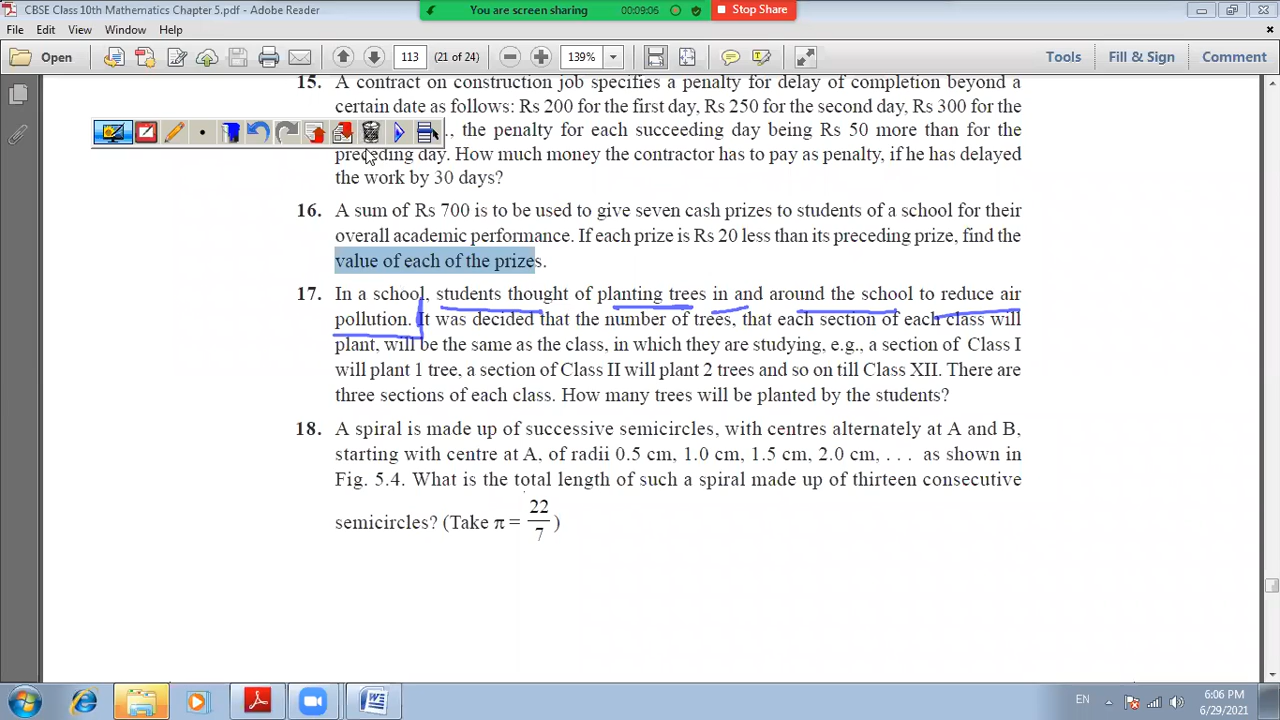 CBSE Class 10th Mathematics Chapter 5.pdf - Adobe Reader
You are screen sharing
00:09:06
Stop Share
File Edit View Window Help
Open
113
(21 of 24)
139%
Tools
Fill & Sign
Comment
15. A contract on construction job specifies a penalty for delay of completion beyond a
certain date as follows: Rs 200 for the first day, Rs 250 for the second day, Rs 300 for the
., the penalty for each succeeding day being Rs 50 more than for the
preceding day. How much money the contractor has to pay as penalty, if he has delayed
the work by 30 days?
16. A sum of Rs 700 is to be used to give seven cash prizes to students of a school for their
overall academic performance. If each prize is Rs 20 less than its preceding prize, find the
value of each of the prizes.
17. In a school, students thought of planting trees in and around the school to reduce air
pollution. It was decided that the number of trees, that each section of each class will
plant, will be the same as the class, in which they are studying, e.g., a section of Class I
will plant 1 tree, a section of Class II will plant 2 trees and so on till Class XII. There are
three sections of each class. How many trees will be planted by the students?
18. A spiral is made up of successive semicircles, with centres alternately at A and B,
starting with centre at A, of radii 0.5 cm, 1.0 cm, 1.5 cm, 2.0 cm, . . . as shown in
Fig. 5.4. What is the total length of such a spiral made up of thirteen consecutive
semicircles? (Take π = 22/7)
EN
6:06 PM
6/29/2021